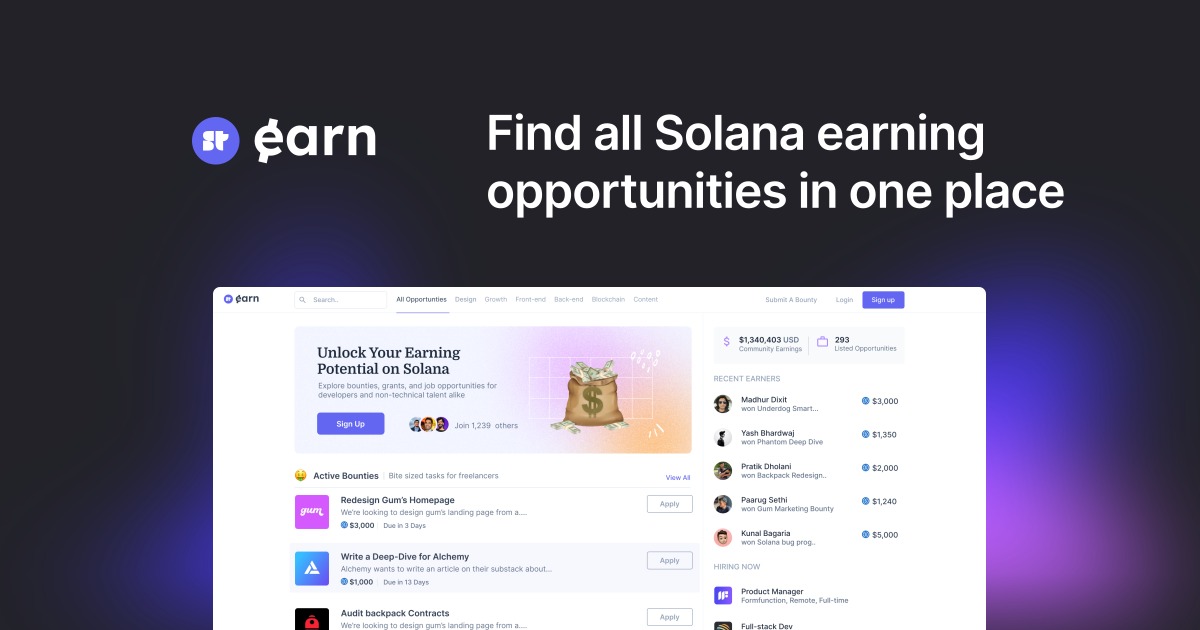 st earn
Find all Solana earning
opportunities in one place
st earn
Search..
All Opportunties
Design
Growth
Front-end
Back-end
Blockchain
Content
Submit A Bounty
Login
Sign up
Unlock Your Earning
Potential on Solana
Explore bounties, grants, and job opportunities for
developers and non-technical talent alike
Sign Up
Join 1,239 others
Active Bounties
Bite sized tasks for freelancers
View All
gum
Redesign Gum's Homepage
We're looking to design gum's landing page from a....
$3,000
Due in 3 Days
Apply
Write a Deep-Dive for Alchemy
Alchemy wants to write an article on their substack about...
$1,000
Due in 13 Days
Apply
Audit backpack Contracts
We're looking to design gum's landing page from a....
Apply
$ $1,340,403 USD
Community Earnings
293
Listed Opportunities
RECENT EARNERS
Madhur Dixit
won Underdog Smart...
$3,000
Yash Bhardwaj
won Phantom Deep Dive
$1,350
Pratik Dholani
won Backpack Redesign..
$2,000
Paarug Sethi
won Gum Marketing Bounty
$1,240
Kunal Bagaria
won Solana bug prog..
$5,000
HIRING NOW
Product Manager
Formfunction, Remote, Full-time
Full-stack Dev